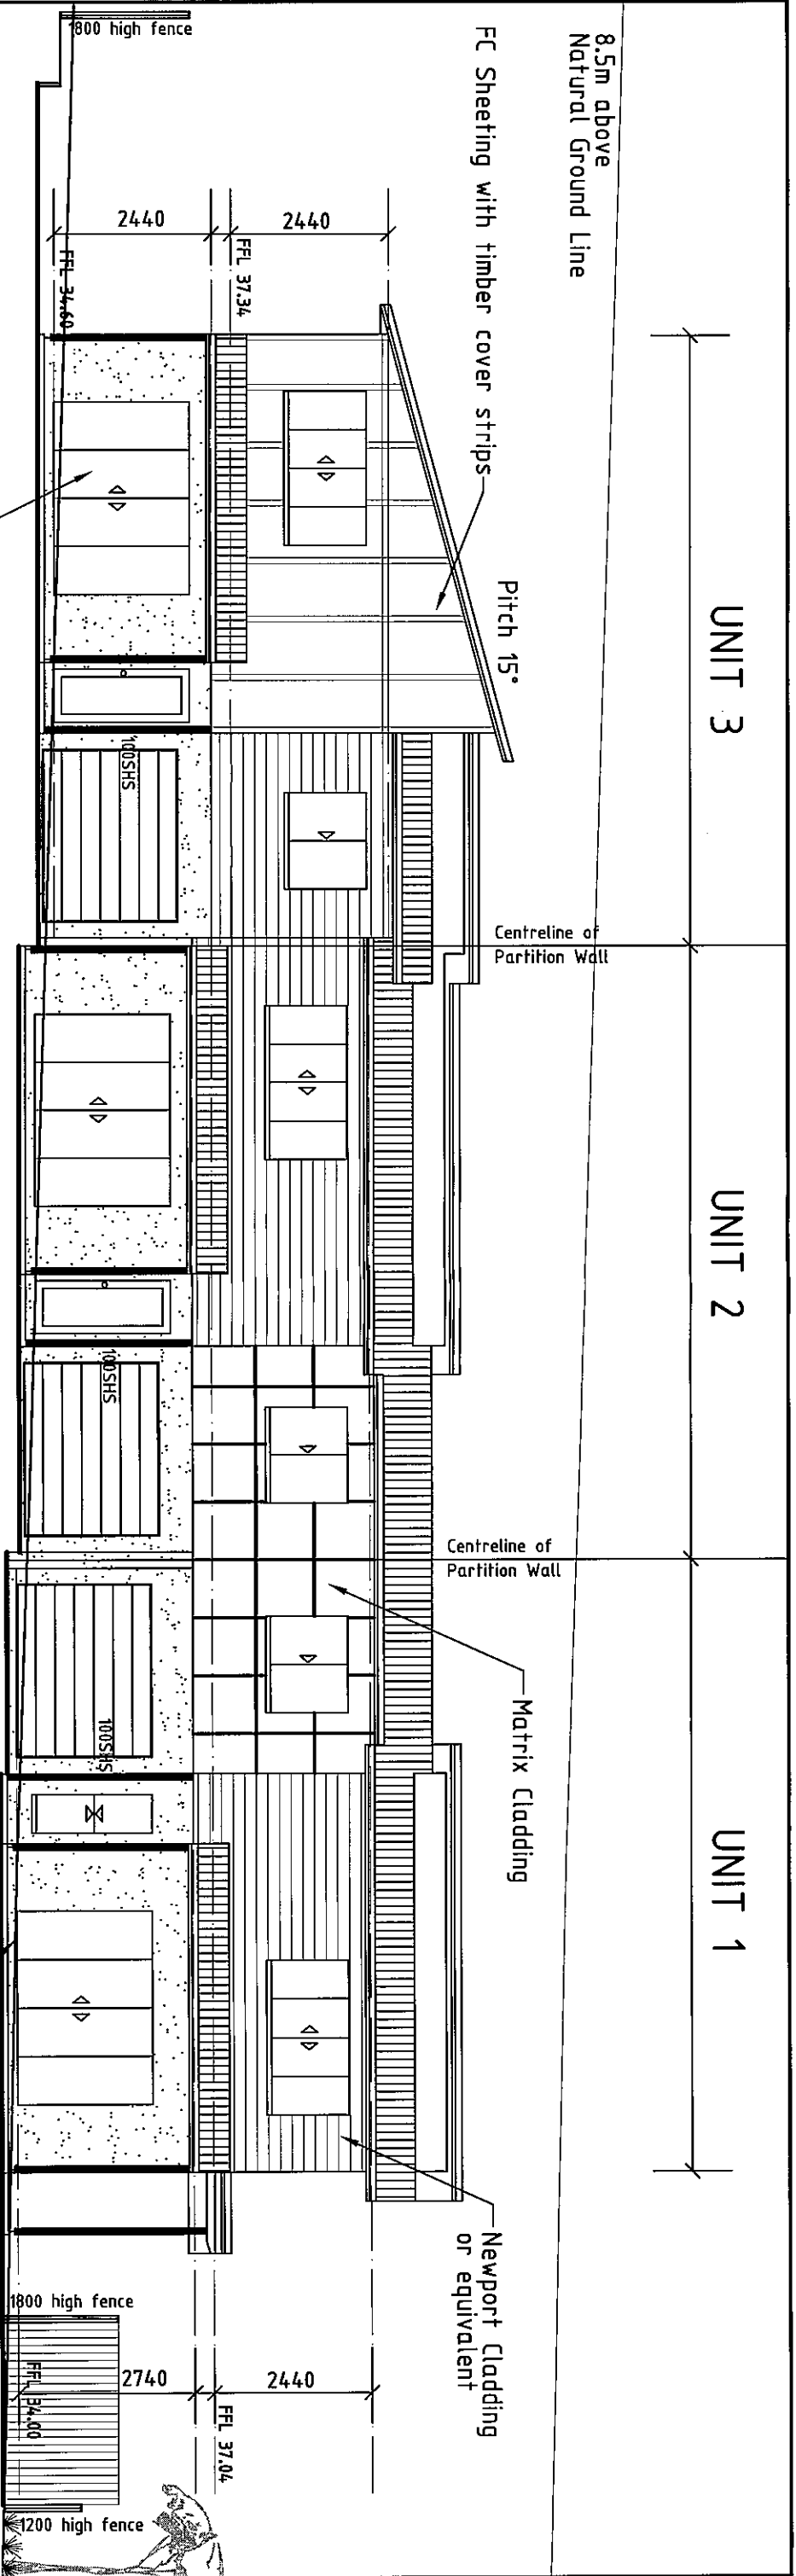 UNIT 3
UNIT 2
UNIT 1
8.5m above
Natural Ground Line
FC Sheeting with timber cover strips
Pitch 15°
Centreline of
Partition Wall
Centreline of
Partition Wall
Matrix Cladding
Newport Cladding
or equivalent
1800 high fence
2440
2440
FFL 37.34
FFL 34.60
100SHS
100SHS
100SHS
2740
2440
FFL 37.04
FFL 34.00
1800 high fence
1200 high fence